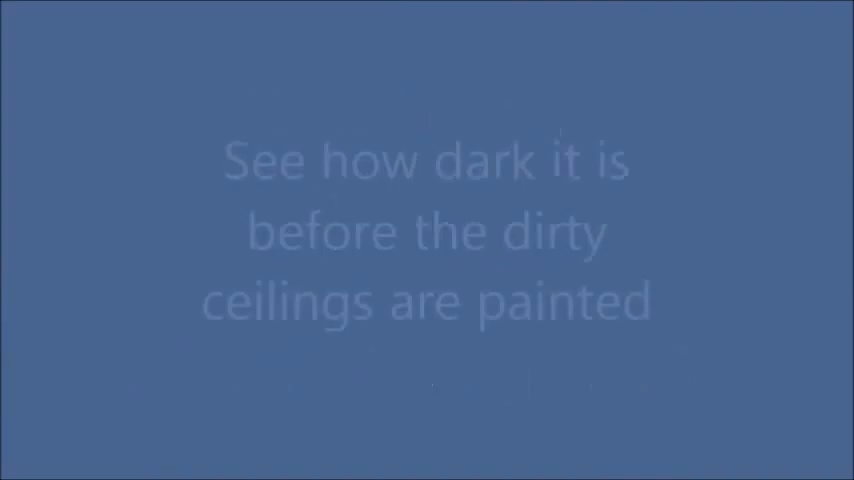 See how dark it is
before the dirty
ceilings are painted